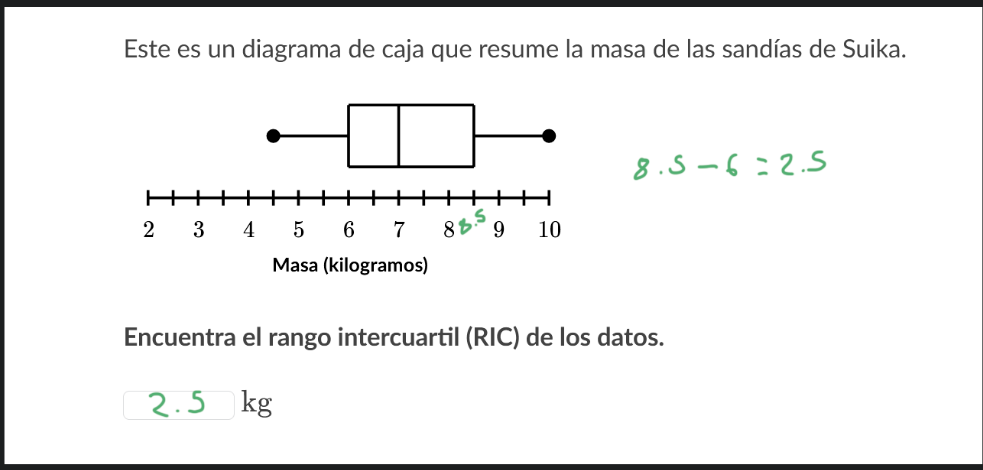 Este es un diagrama de caja que resume la masa de las sandías de Suika.
8.5 - 6 = 2.5
2 3 4 5 6 7 8 8.5 9 10
Masa (kilogramos)
Encuentra el rango intercuartil (RIC) de los datos.
2.5 kg